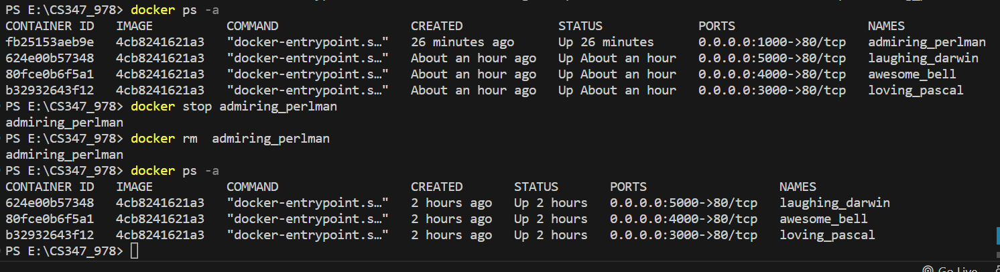 PS E:\CS347_978> docker ps -a
CONTAINER ID   IMAGE          COMMAND                  CREATED             STATUS             PORTS                  NAMES
fb25153aeb9e   4cb8241621a3   "docker-entrypoint.s…"   26 minutes ago      Up 26 minutes      0.0.0.0:1000->80/tcp   admiring_perlman
624e00b57348   4cb8241621a3   "docker-entrypoint.s…"   About an hour ago   Up About an hour   0.0.0.0:5000->80/tcp   laughing_darwin
80fce0b6f5a1   4cb8241621a3   "docker-entrypoint.s…"   About an hour ago   Up About an hour   0.0.0.0:4000->80/tcp   awesome_bell
b32932643f12   4cb8241621a3   "docker-entrypoint.s…"   About an hour ago   Up About an hour   0.0.0.0:3000->80/tcp   loving_pascal
PS E:\CS347_978> docker stop admiring_perlman
admiring_perlman
PS E:\CS347_978> docker rm  admiring_perlman
admiring_perlman
PS E:\CS347_978> docker ps -a
CONTAINER ID   IMAGE          COMMAND                  CREATED       STATUS       PORTS                  NAMES
624e00b57348   4cb8241621a3   "docker-entrypoint.s…"   2 hours ago   Up 2 hours   0.0.0.0:5000->80/tcp   laughing_darwin
80fce0b6f5a1   4cb8241621a3   "docker-entrypoint.s…"   2 hours ago   Up 2 hours   0.0.0.0:4000->80/tcp   awesome_bell
b32932643f12   4cb8241621a3   "docker-entrypoint.s…"   2 hours ago   Up 2 hours   0.0.0.0:3000->80/tcp   loving_pascal
PS E:\CS347_978>
Go Live